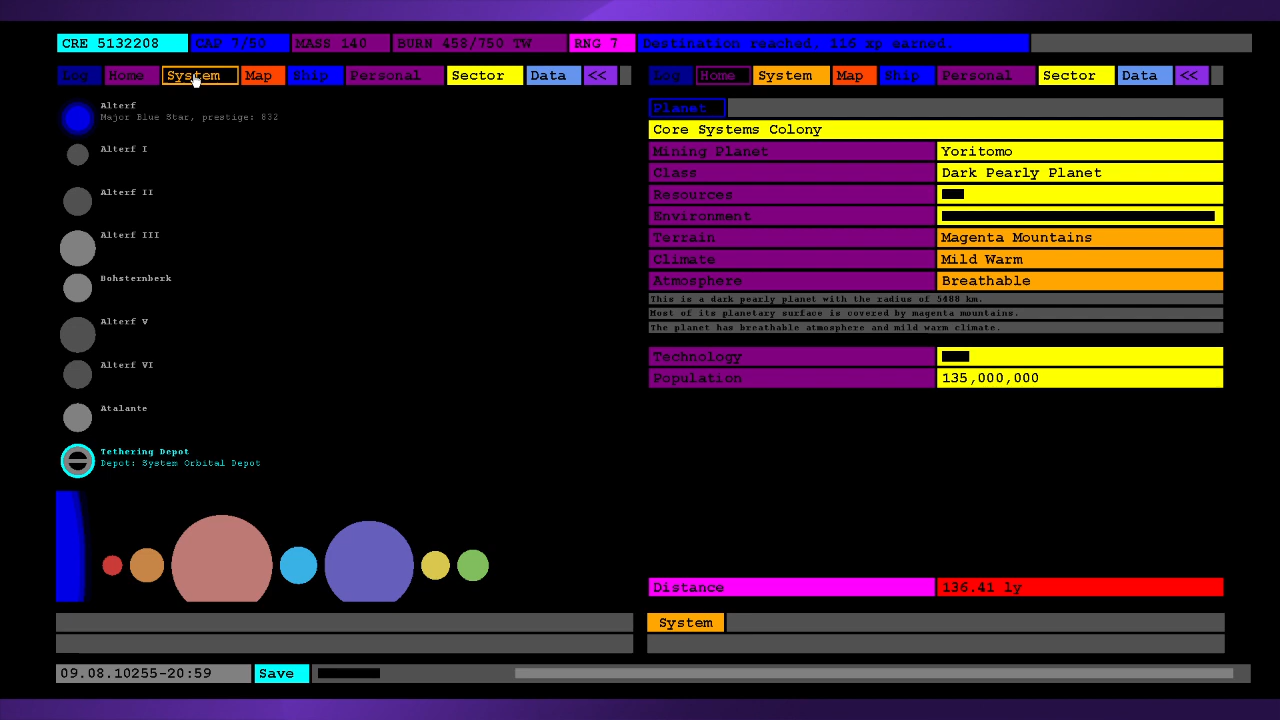 CRE 5132208 CAP 7/50 MASS 140 BURN 458/750 TW RNG 7 Destination reached, 116 xp earned.
Log Home System Map Ship Personal Sector Data << Log Home System Map Ship Personal Sector Data <<
Alterf
Major Blue Star, prestige: 832
Alterf I
Alterf II
Alterf III
Bohsternberk
Alterf V
Alterf VI
Atalante
Tethering Depot
Depot: System Orbital Depot
Planet
Core Systems Colony
Mining Planet Yoritomo
Class Dark Pearly Planet
Resources
Environment
Terrain Magenta Mountains
Climate Mild Warm
Atmosphere Breathable
This is a dark pearly planet with the radius of 5488 km.
Most of its planetary surface is covered by magenta mountains.
The planet has breathable atmosphere and mild warm climate.
Technology
Population 135,000,000
Distance 136.41 ly
System
09.08.10255-20:59 Save